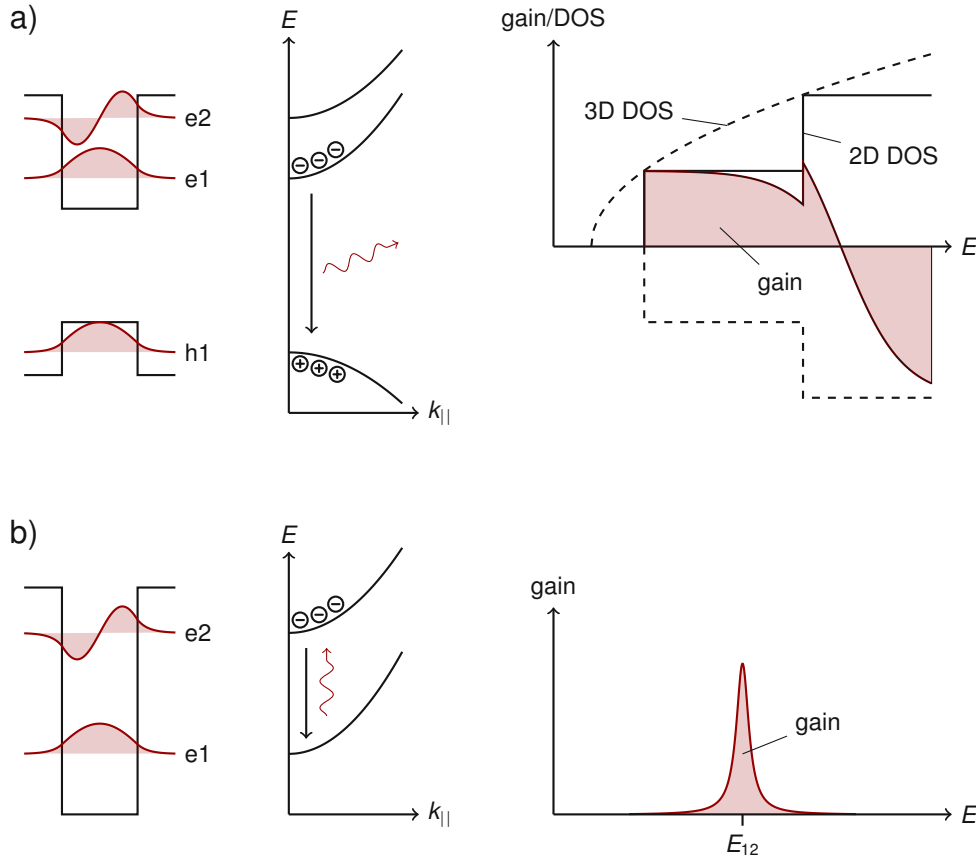 a)
e2
e1
h1
E
⊖ ⊖ ⊖
⊕ ⊕ ⊕
k||
gain/DOS
3D DOS
2D DOS
gain
E
b)
e2
e1
E
⊖ ⊖ ⊖
k||
gain
gain
E12
E